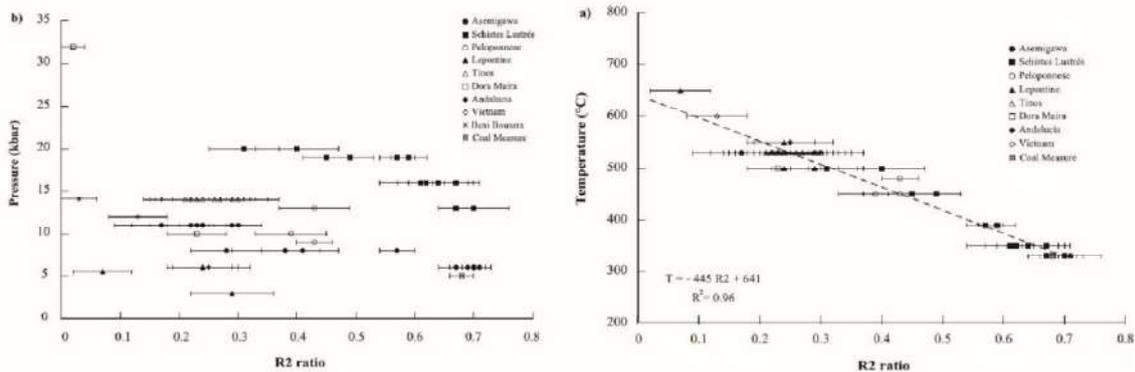 b)
35
30
25
20
15
10
5
0
Pressure (kbar)
Asemigawa
Schistes Lustrés
Peloponnese
Lepontine
Tinos
Dora Maira
Andalucia
Vietnam
Beni Bousera
Coal Measure
0 0.1 0.2 0.3 0.4 0.5 0.6 0.7 0.8
R2 ratio
a)
800
700
600
500
400
300
200
Temperature (°C)
Asemigawa
Schistes Lustrés
Peloponnese
Lepontine
Tinos
Dora Maira
Andalucia
Vietnam
Coal Measure
T = - 445 R2 + 641
R² = 0.96
0 0.1 0.2 0.3 0.4 0.5 0.6 0.7 0.8
R2 ratio